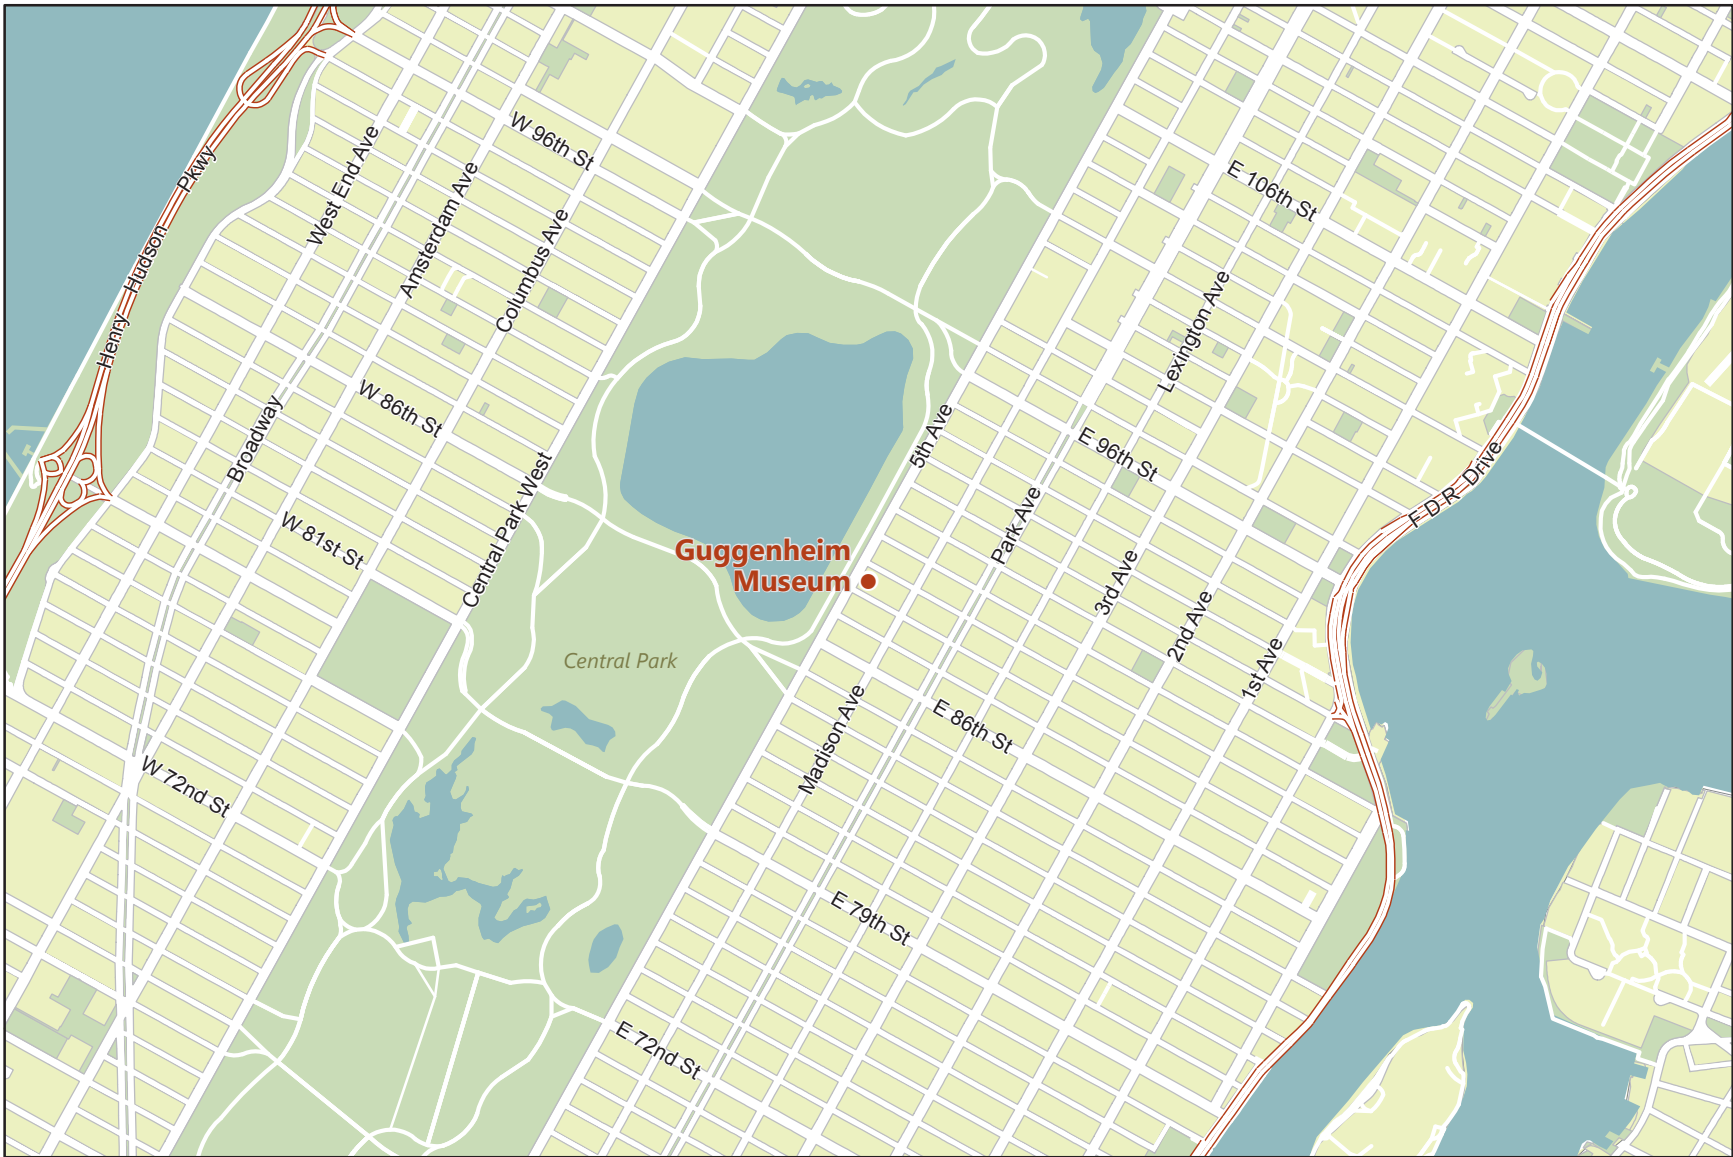 W 96th St
West End Ave
Henry Hudson Pkwy
Amsterdam Ave
Columbus Ave
E 106th St
Lexington Ave
W 86th St
Broadway
5th Ave
E 96th St
Central Park West
W 81st St
Park Ave
F D R Drive
Guggenheim
Museum
3rd Ave
2nd Ave
1st Ave
Central Park
Madison Ave
E 86th St
W 72nd St
E 79th St
E 72nd St